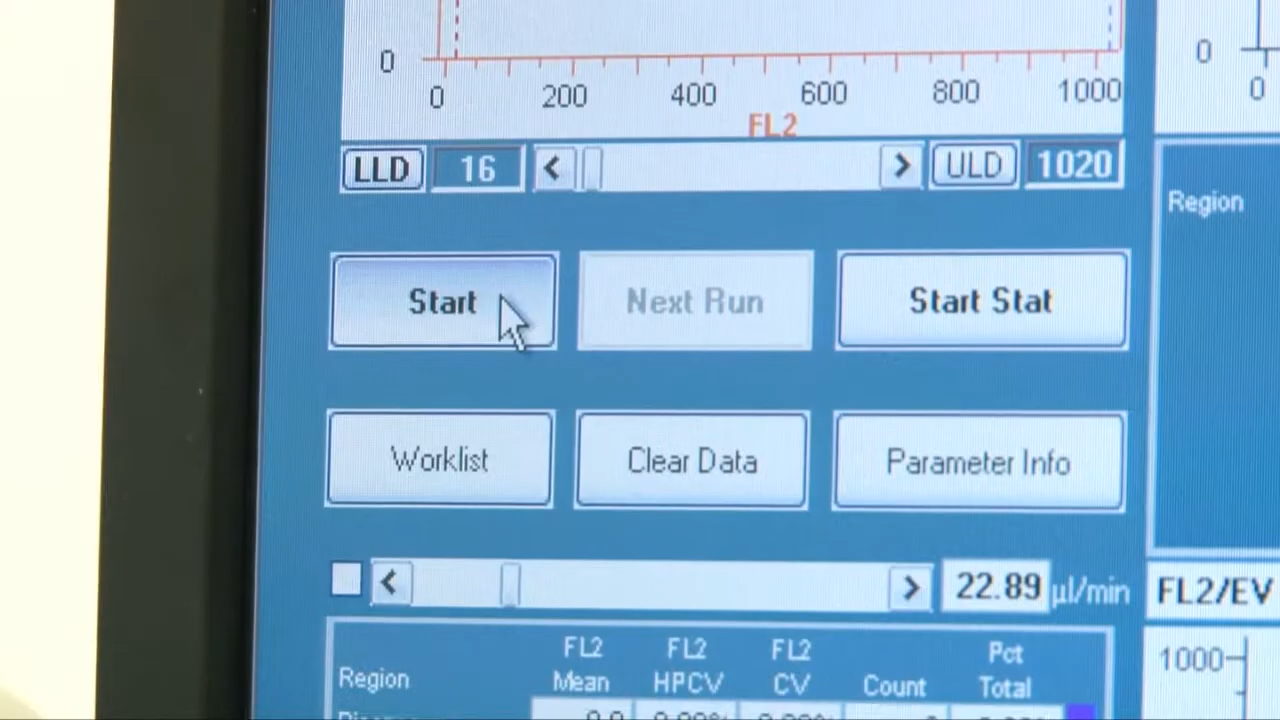 0
0 200 400 600 800 1000
FL2
0
0
LLD 16 < > ULD 1020
Region
Start Next Run Start Stat
Worklist Clear Data Parameter Info
< > 22.89 µl/min
FL2/EV
1000
Region FL2 Mean FL2 HPCV FL2 CV Count Pct Total